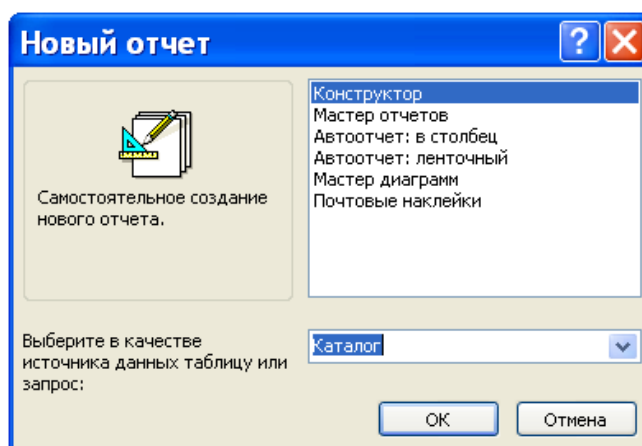 Новый отчет
Конструктор
Мастер отчетов
Автоотчет: в столбец
Автоотчет: ленточный
Мастер диаграмм
Почтовые наклейки
Самостоятельное создание
нового отчета.
Выберите в качестве
источника данных таблицу или
запрос:
Каталог
ОК
Отмена